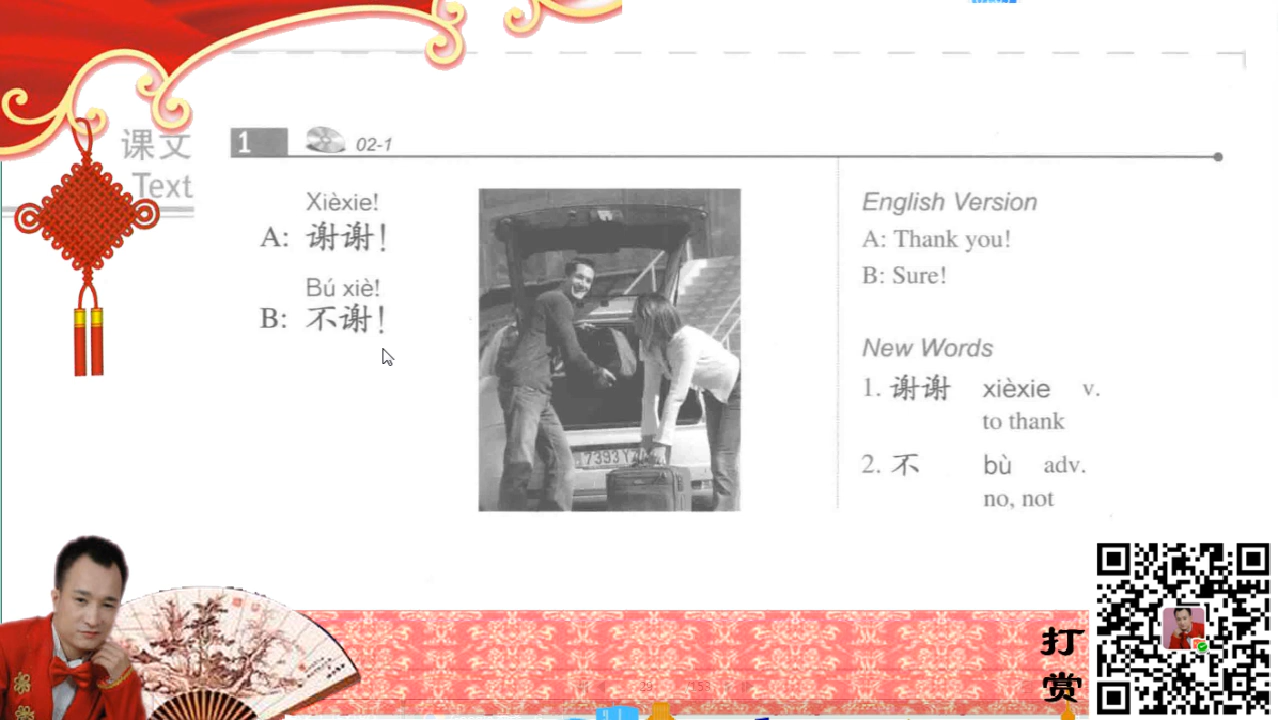 课文
Text
1
02-1
Xièxie!
A: 谢谢!
Bú xiè!
B: 不谢!
7393Y
English Version
A: Thank you!
B: Sure!
New Words
1. 谢谢 xièxie v.
to thank
2. 不 bù adv.
no, not
打
赏